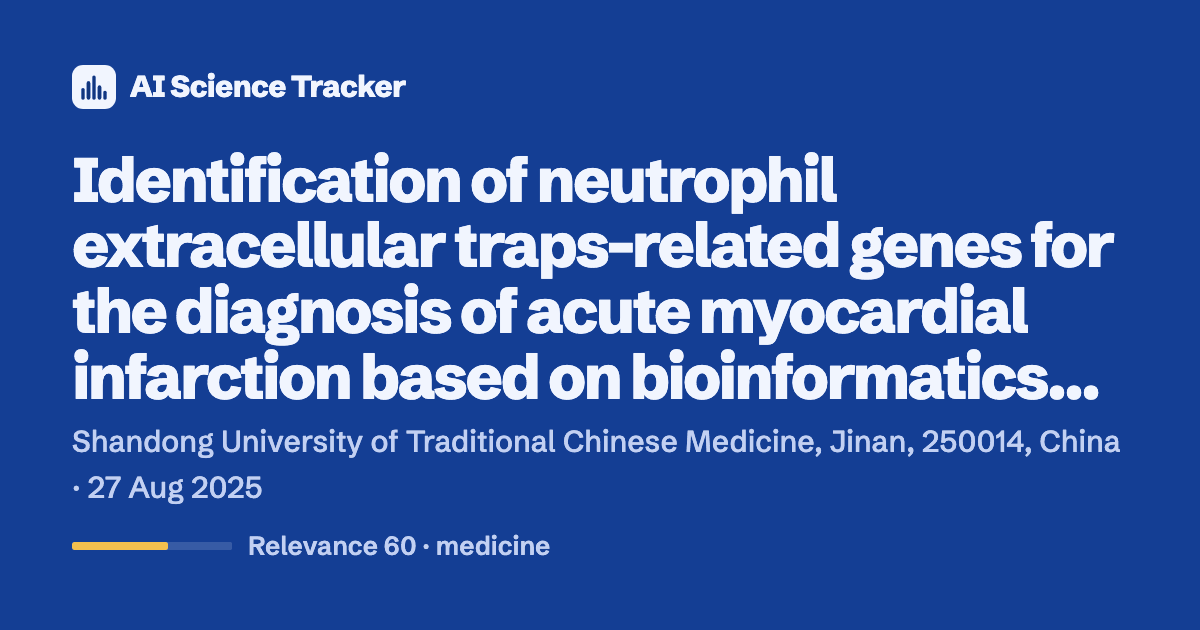 AI Science Tracker
Identification of neutrophil
extracellular traps-related genes for
the diagnosis of acute myocardial
infarction based on bioinformatics...
Shandong University of Traditional Chinese Medicine, Jinan, 250014, China
· 27 Aug 2025
Relevance 60 · medicine